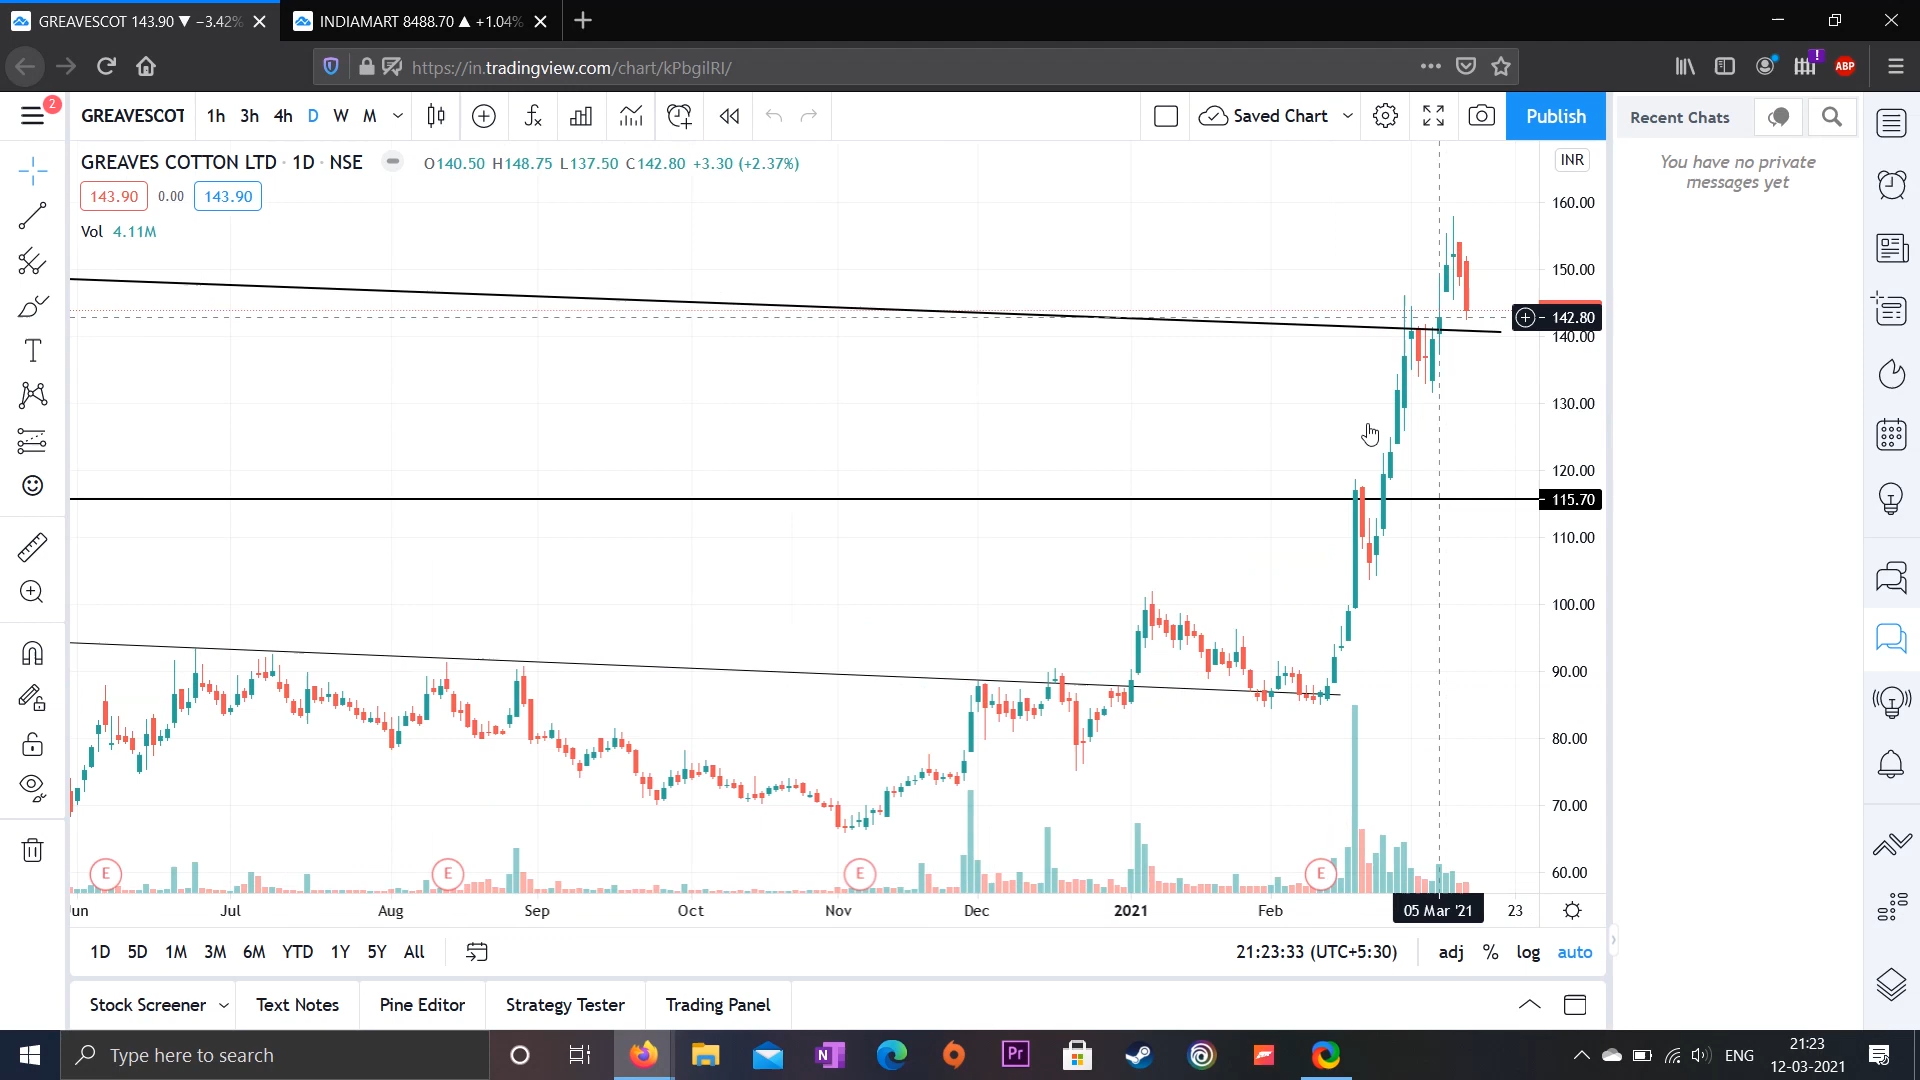 GREAVESCOT 143.90 ▼ −3.42%
INDIAMART 8488.70 ▲ +1.04%
https://in.tradingview.com/chart/kPbgilRI/
ABP
2
GREAVESCOT
1h 3h 4h D W M
Saved Chart
Publish
Recent Chats
You have no private
messages yet
GREAVES COTTON LTD · 1D · NSE
O140.50 H148.75 L137.50 C142.80 +3.30 (+2.37%)
INR
143.90 0.00 143.90
Vol 4.11M
160.00
150.00
142.80
140.00
130.00
120.00
115.70
110.00
100.00
90.00
80.00
70.00
60.00
E E E E
un Jul Aug Sep Oct Nov Dec 2021 Feb 05 Mar '21 23
1D 5D 1M 3M 6M YTD 1Y 5Y All
21:23:33 (UTC+5:30)
adj % log auto
Stock Screener Text Notes Pine Editor Strategy Tester Trading Panel
Type here to search
Pr
ENG
21:23
12-03-2021